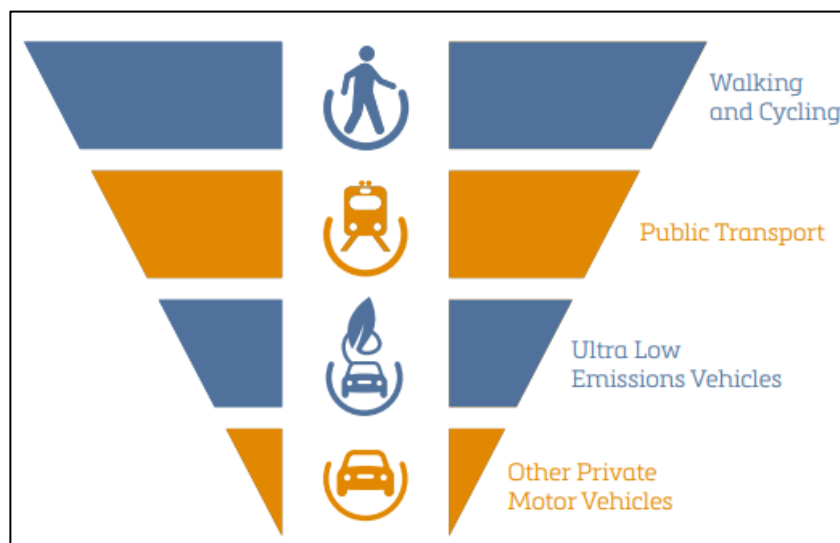 Walking
and Cycling
Public Transport
Ultra Low
Emissions Vehicles
Other Private
Motor Vehicles